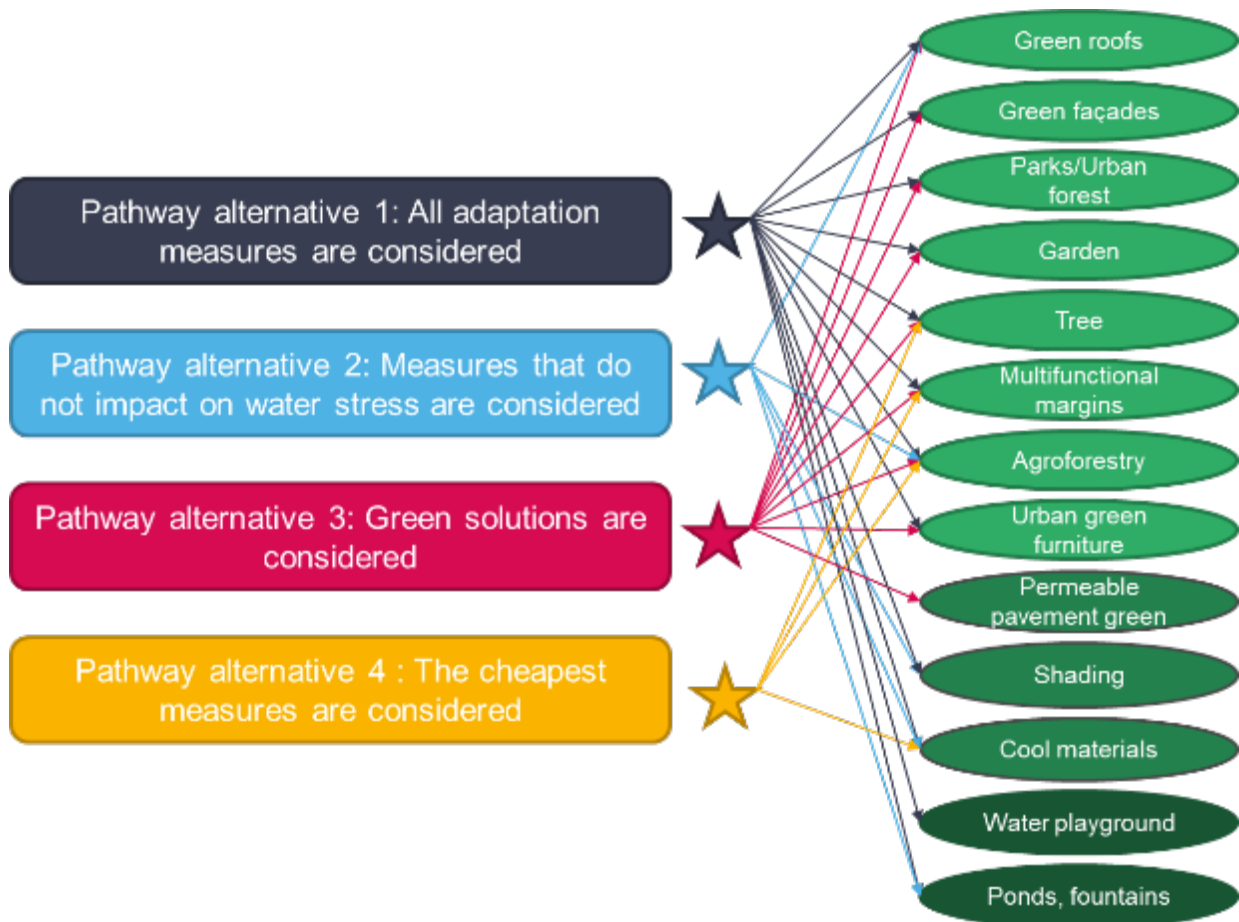 Pathway alternative 1: All adaptation
measures are considered
Pathway alternative 2: Measures that do
not impact on water stress are considered
Pathway alternative 3: Green solutions are
considered
Pathway alternative 4 : The cheapest
measures are considered
Green roofs
Green façades
Parks/Urban
forest
Garden
Tree
Multifunctional
margins
Agroforestry
Urban green
furniture
Permeable
pavement green
Shading
Cool materials
Water playground
Ponds, fountains